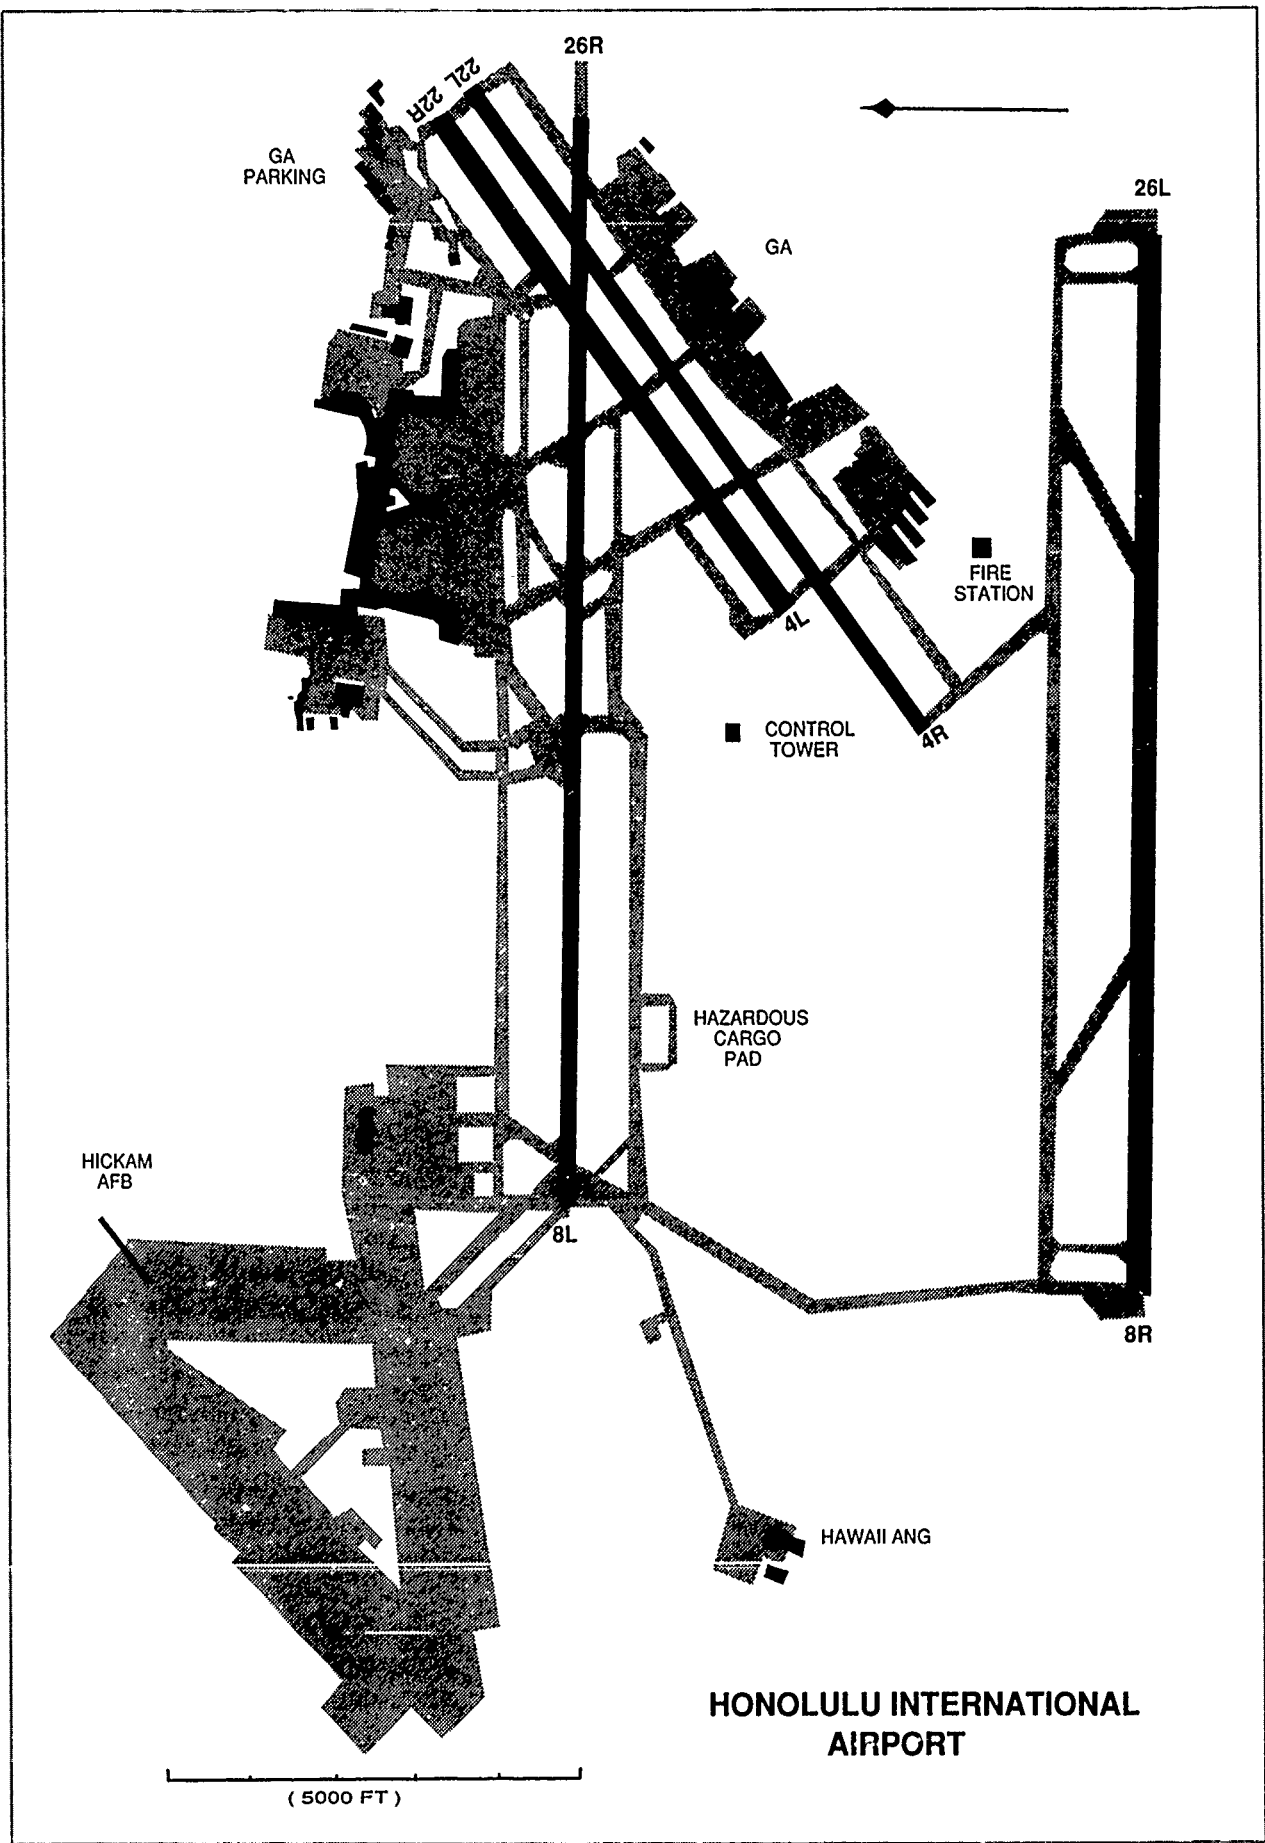 26R
22L
22R
GA
PARKING
26L
GA
FIRE
STATION
4L
CONTROL
TOWER
4R
HAZARDOUS
CARGO
PAD
HICKAM
AFB
8L
8R
HAWAII ANG
HONOLULU INTERNATIONAL
AIRPORT
( 5000 FT )